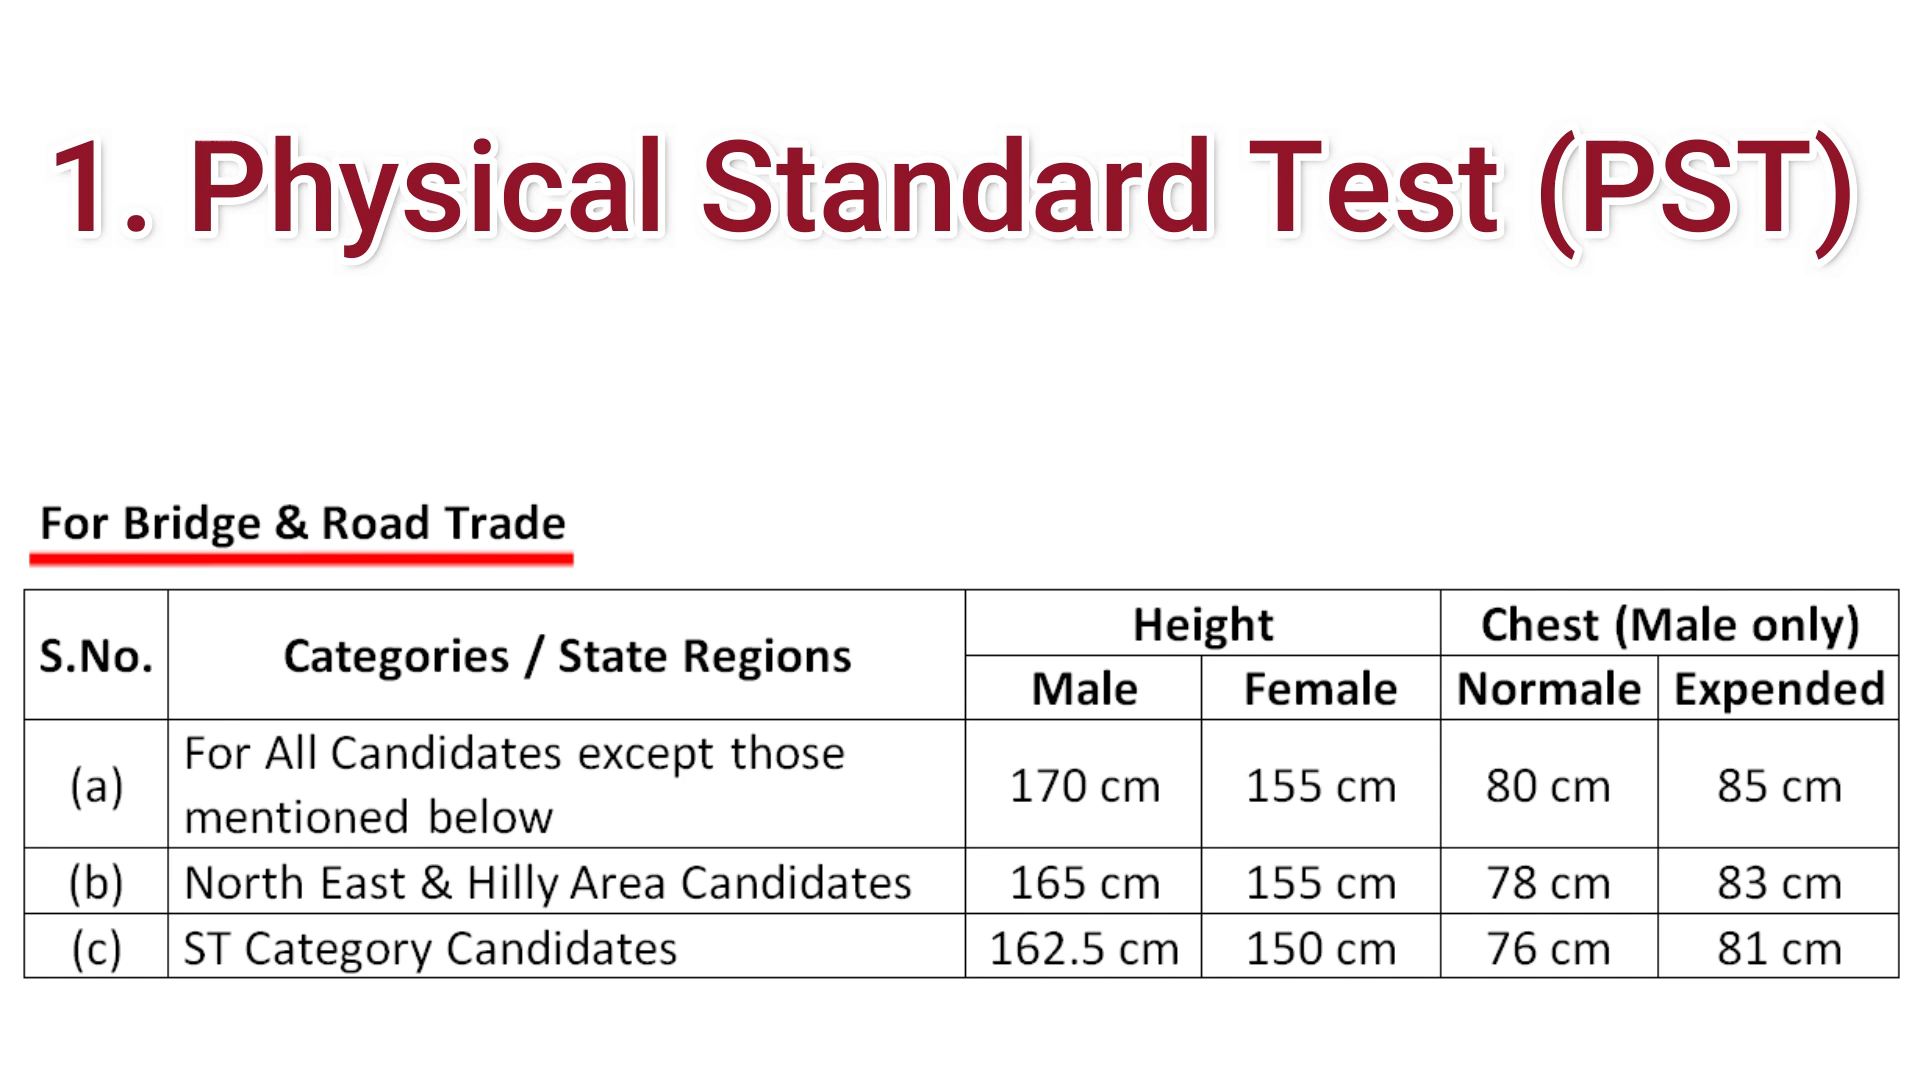 1. Physical Standard Test (PST)
For Bridge & Road Trade
S.No. Categories / State Regions Height Chest (Male only)
Male Female Normale Expended
(a) For All Candidates except those mentioned below 170 cm 155 cm 80 cm 85 cm
(b) North East & Hilly Area Candidates 165 cm 155 cm 78 cm 83 cm
(c) ST Category Candidates 162.5 cm 150 cm 76 cm 81 cm